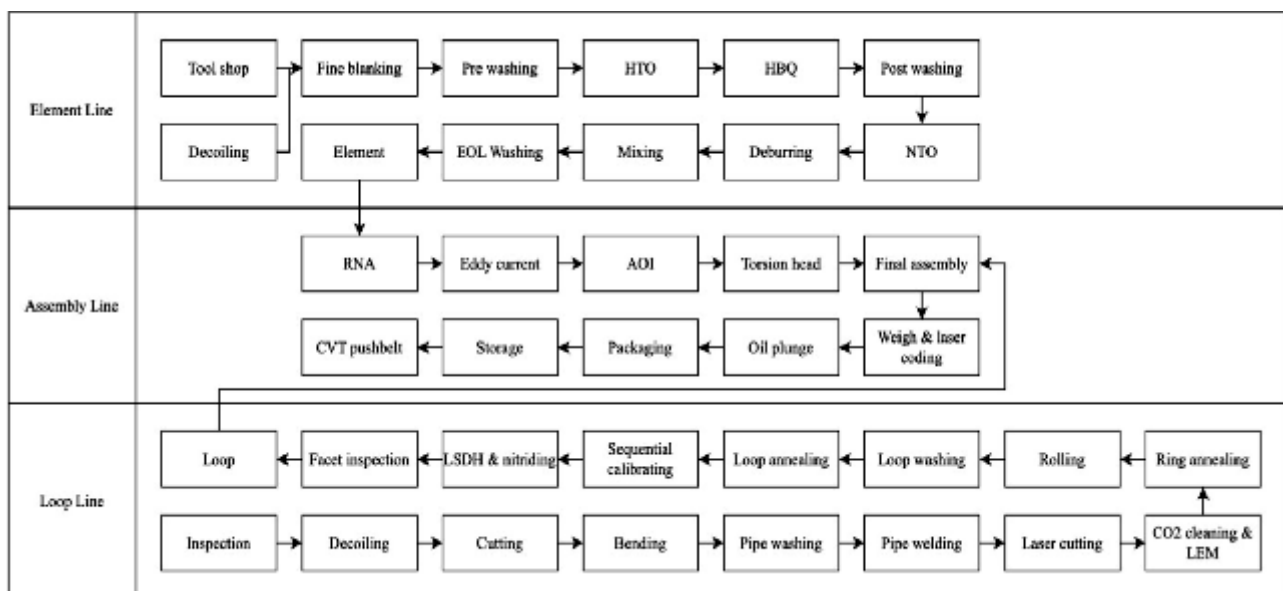 Element Line
Tool shop
Fine blanking
Pre washing
HTO
HBQ
Post washing
Decoiling
Element
EOL Washing
Mixing
Deburring
NTO
Assembly Line
RNA
Eddy current
AOI
Torsion head
Final assembly
CVT pushbelt
Storage
Packaging
Oil plunge
Weigh & laser
coding
Loop Line
Loop
Facet inspection
LSDH & nitriding
Sequential
calibrating
Loop annealing
Loop washing
Rolling
Ring annealing
Inspection
Decoiling
Cutting
Bending
Pipe washing
Pipe welding
Laser cutting
CO2 cleaning &
LEM